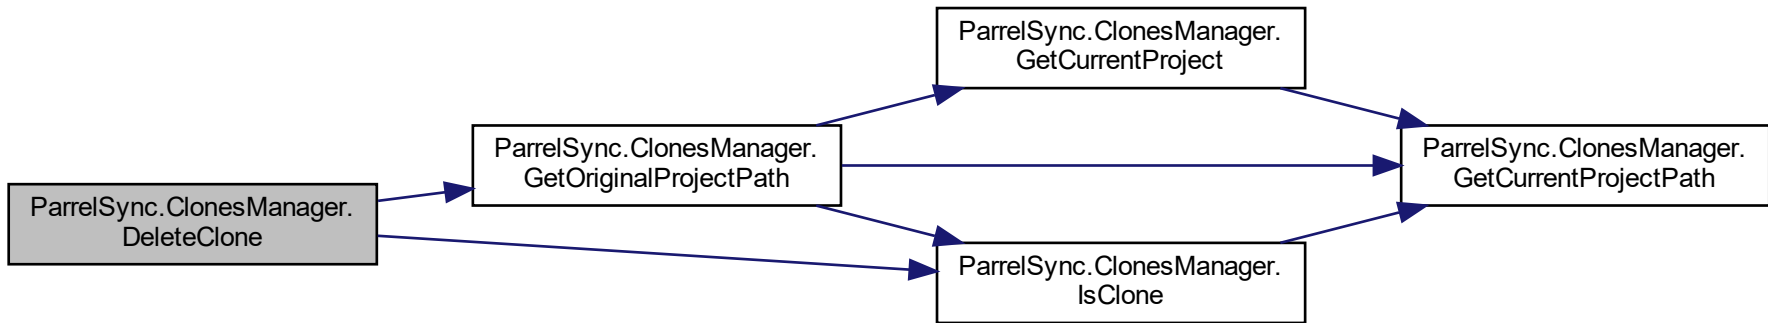 ParrelSync.ClonesManager.
DeleteClone
ParrelSync.ClonesManager.
GetOriginalProjectPath
ParrelSync.ClonesManager.
GetCurrentProject
ParrelSync.ClonesManager.
IsClone
ParrelSync.ClonesManager.
GetCurrentProjectPath